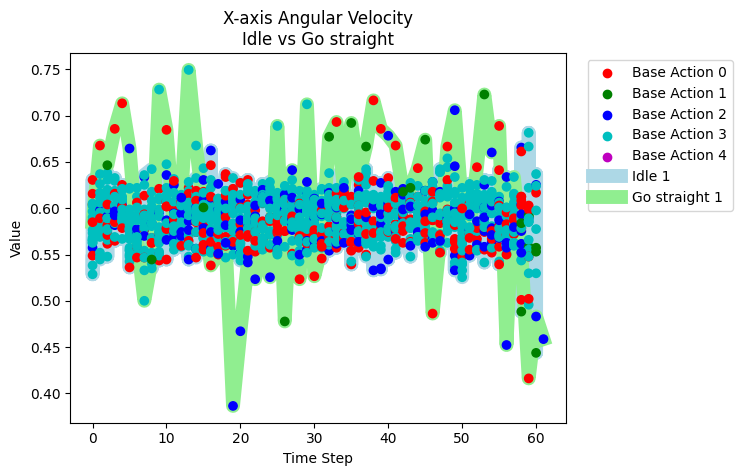 X-axis Angular Velocity
Idle vs Go straight
Value
0.75
0.70
0.65
0.60
0.55
0.50
0.45
0.40
0
10
20
30
40
50
60
Time Step
Base Action 0
Base Action 1
Base Action 2
Base Action 3
Base Action 4
Idle 1
Go straight 1